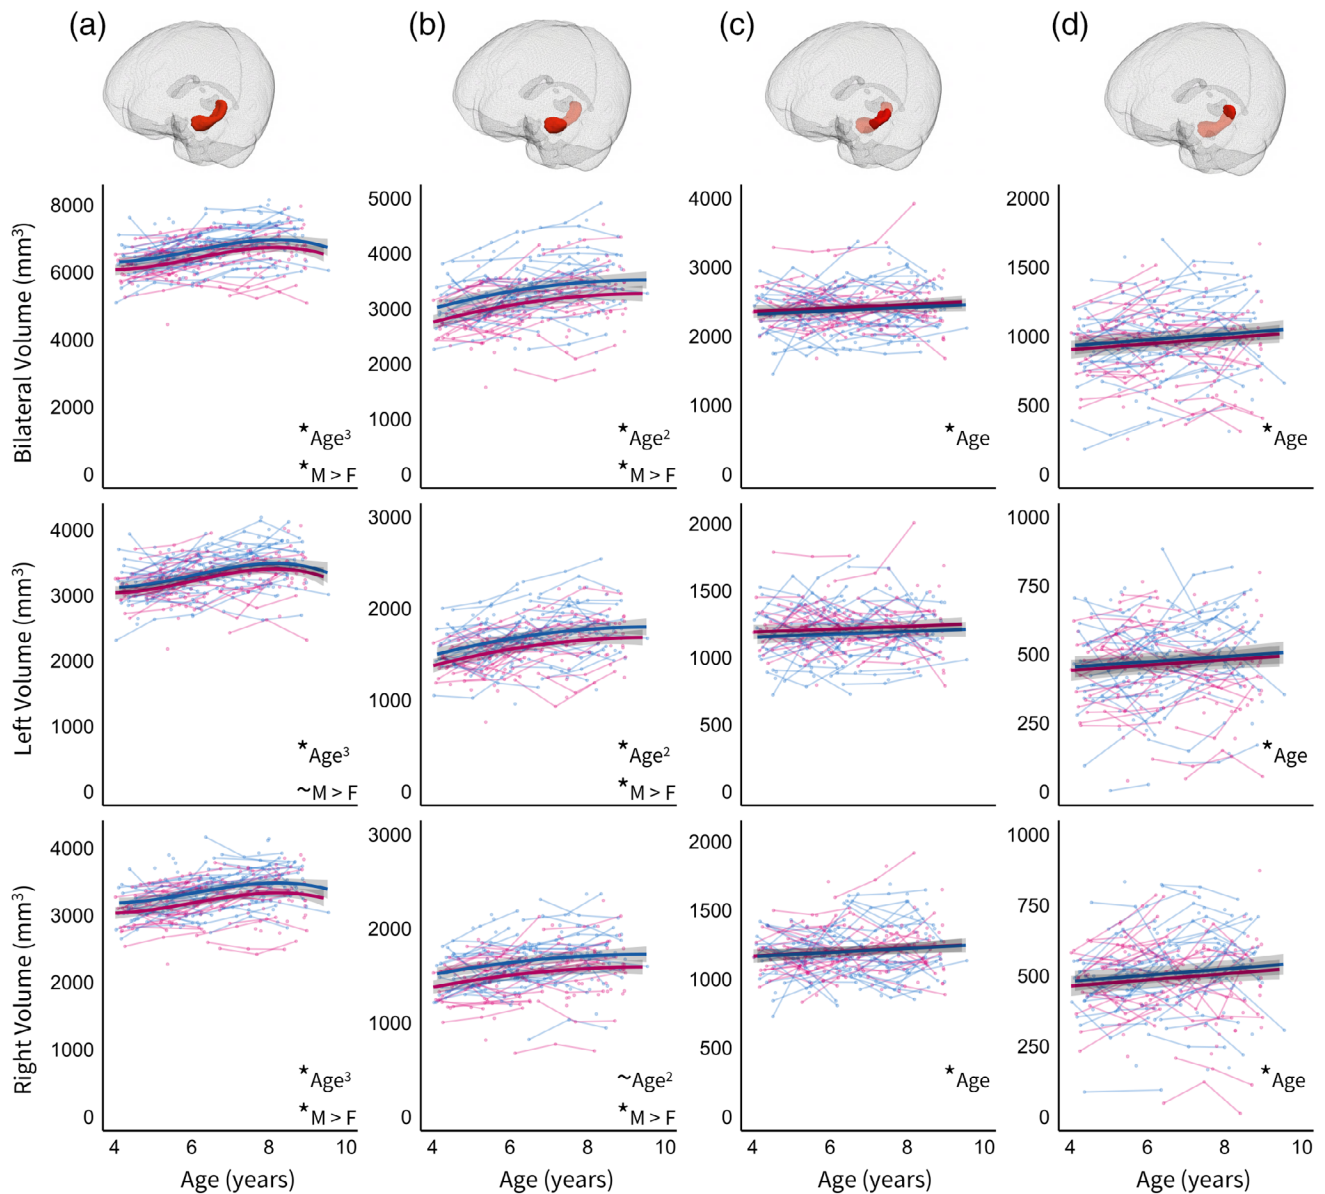 (a) (b) (c) (d)
Bilateral Volume (mm³)
8000
6000
4000
2000
0
*Age³
*M > F
5000
4000
3000
2000
1000
0
*Age²
*M > F
4000
3000
2000
1000
0
*Age
2000
1500
1000
500
0
*Age
Left Volume (mm³)
4000
3000
2000
1000
0
*Age³
~M > F
3000
2000
1000
0
*Age²
*M > F
2000
1500
1000
500
0
1000
750
500
250
0
*Age
Right Volume (mm³)
4000
3000
2000
1000
0
*Age³
*M > F
3000
2000
1000
0
~Age²
*M > F
2000
1500
1000
500
0
*Age
1000
750
500
250
0
*Age
4 6 8 10
4 6 8 10
4 6 8 10
4 6 8 10
Age (years)
Age (years)
Age (years)
Age (years)